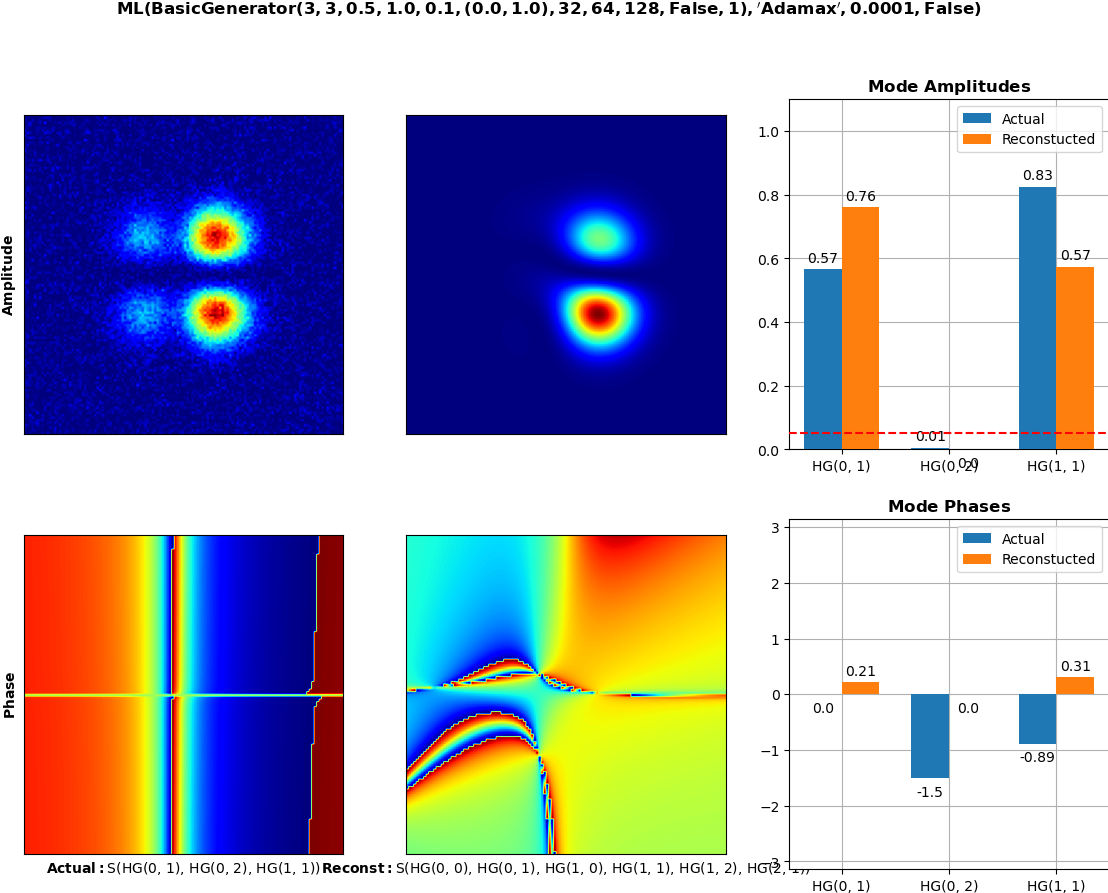 ML(BasicGenerator(3, 3, 0.5, 1.0, 0.1, (0.0, 1.0), 32, 64, 128, False, 1), ′Adamax′, 0.0001, False)
Amplitude
Mode Amplitudes
Actual
Reconstucted
1.0
0.8
0.6
0.4
0.2
0.0
0.57
0.76
0.01
0.0
0.83
0.57
HG(0, 1)
HG(0, 2)
HG(1, 1)
Phase
Mode Phases
Actual
Reconstucted
3
2
1
0
−1
−2
−3
0.0
0.21
-1.5
0.0
-0.89
0.31
HG(0, 1)
HG(0, 2)
HG(1, 1)
Actual: S(HG(0, 1), HG(0, 2), HG(1, 1))
Reconst: S(HG(0, 0), HG(0, 1), HG(1, 0), HG(1, 1), HG(1, 2), HG(2, 1))